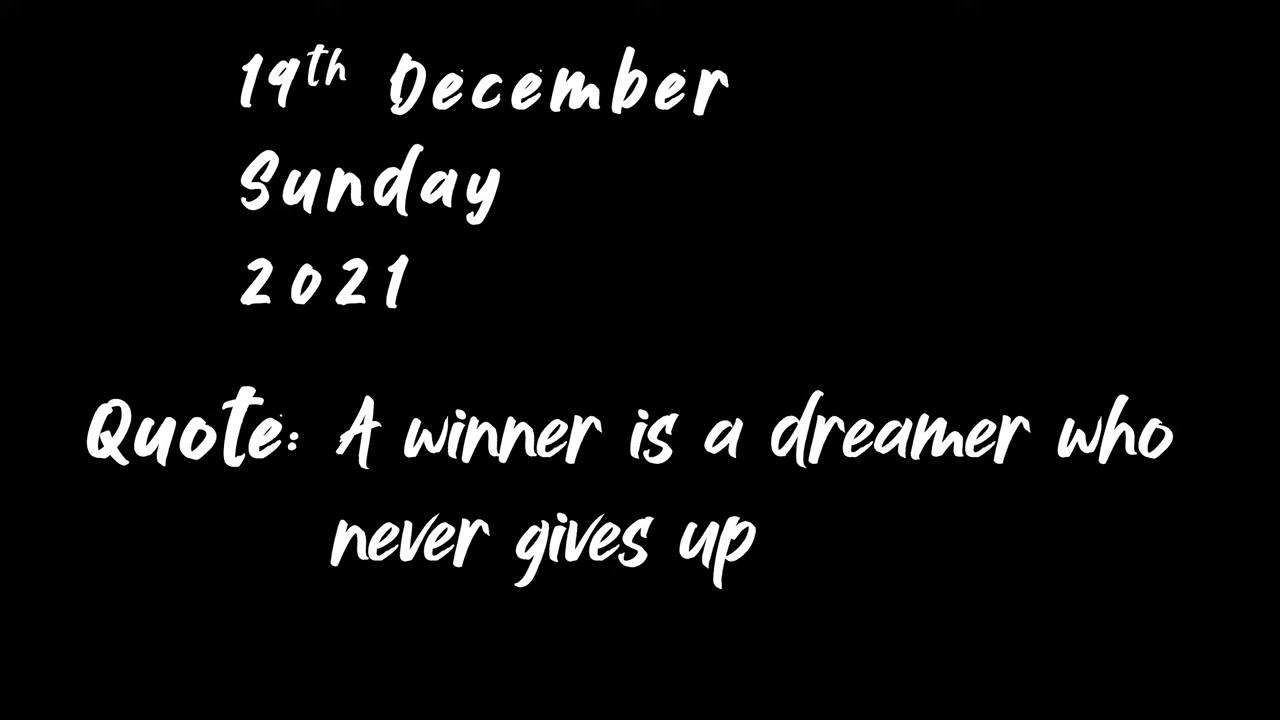 19th December
Sunday
2021
Quote: A winner is a dreamer who
never gives up